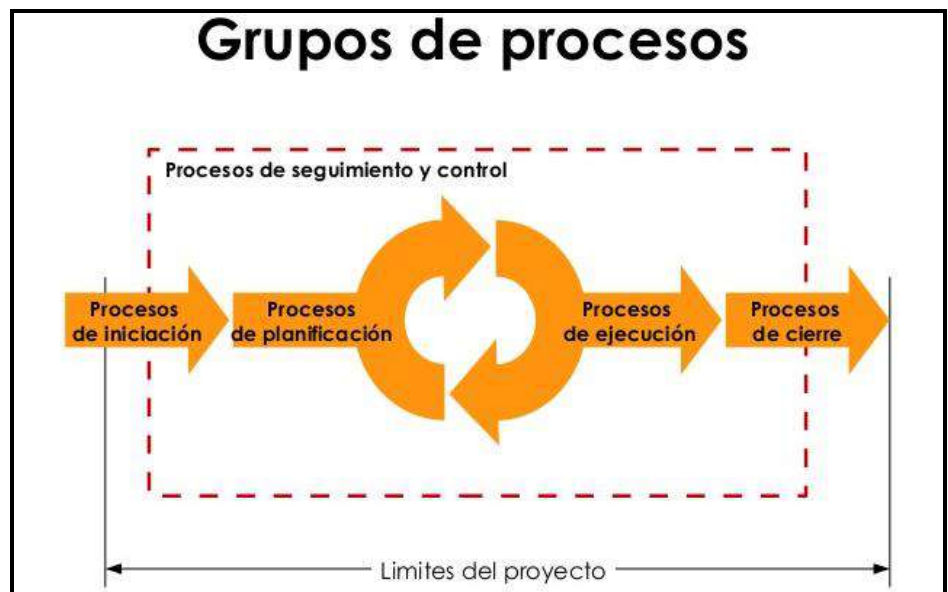 Grupos de procesos
Procesos de seguimiento y control
Procesos
de iniciación
Procesos
de planificación
Procesos
de ejecución
Procesos
de cierre
Limites del proyecto